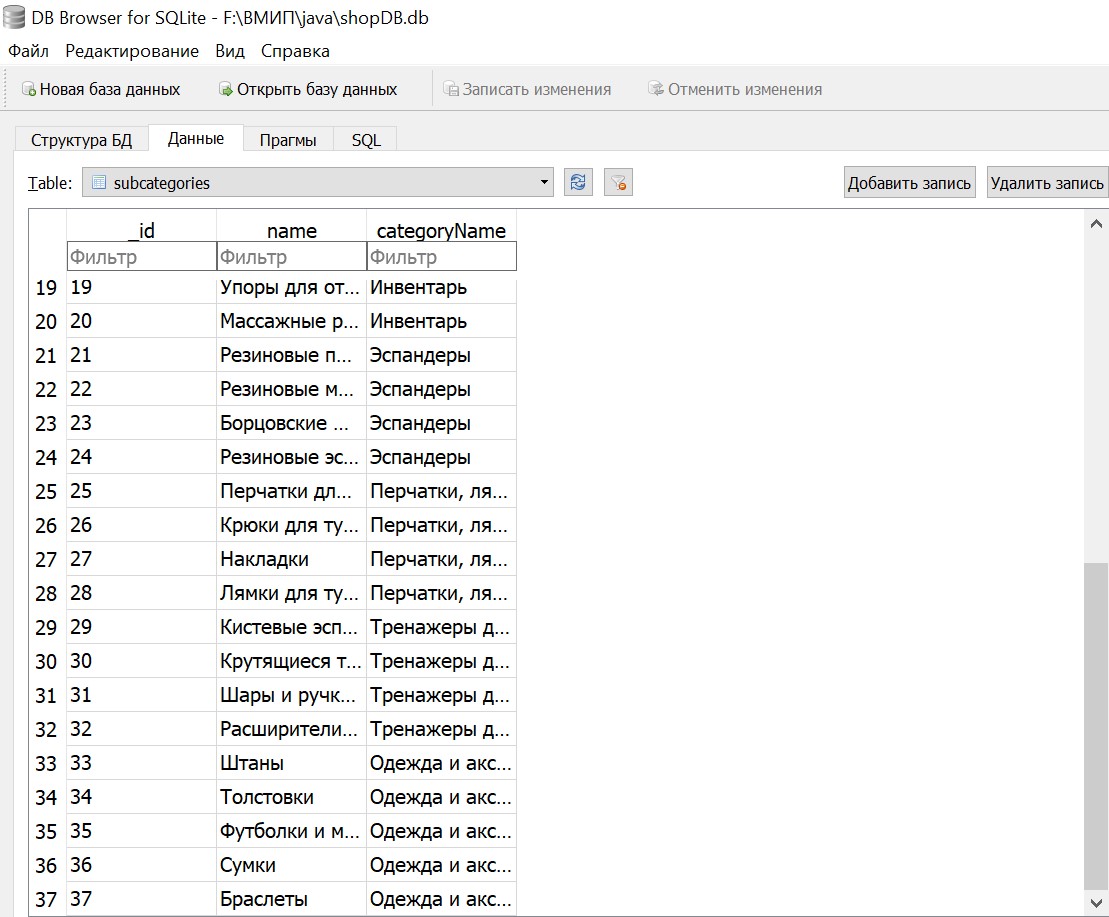 DB Browser for SQLite - F:\ВМИП\java\shopDB.db
Файл Редактирование Вид Справка
Новая база данных Открыть базу данных Записать изменения Отменить изменения
Структура БД Данные Прагмы SQL
Table: subcategories Добавить запись Удалить запись
_id name categoryName
Фильтр Фильтр Фильтр
19 19 Упоры для от... Инвентарь
20 20 Массажные р... Инвентарь
21 21 Резиновые п... Эспандеры
22 22 Резиновые м... Эспандеры
23 23 Борцовские ... Эспандеры
24 24 Резиновые эс... Эспандеры
25 25 Перчатки дл... Перчатки, ля...
26 26 Крюки для ту... Перчатки, ля...
27 27 Накладки Перчатки, ля...
28 28 Лямки для ту... Перчатки, ля...
29 29 Кистевые эсп... Тренажеры д...
30 30 Крутящиеся т... Тренажеры д...
31 31 Шары и ручк... Тренажеры д...
32 32 Расширители... Тренажеры д...
33 33 Штаны Одежда и акс...
34 34 Толстовки Одежда и акс...
35 35 Футболки и м... Одежда и акс...
36 36 Сумки Одежда и акс...
37 37 Браслеты Одежда и акс...